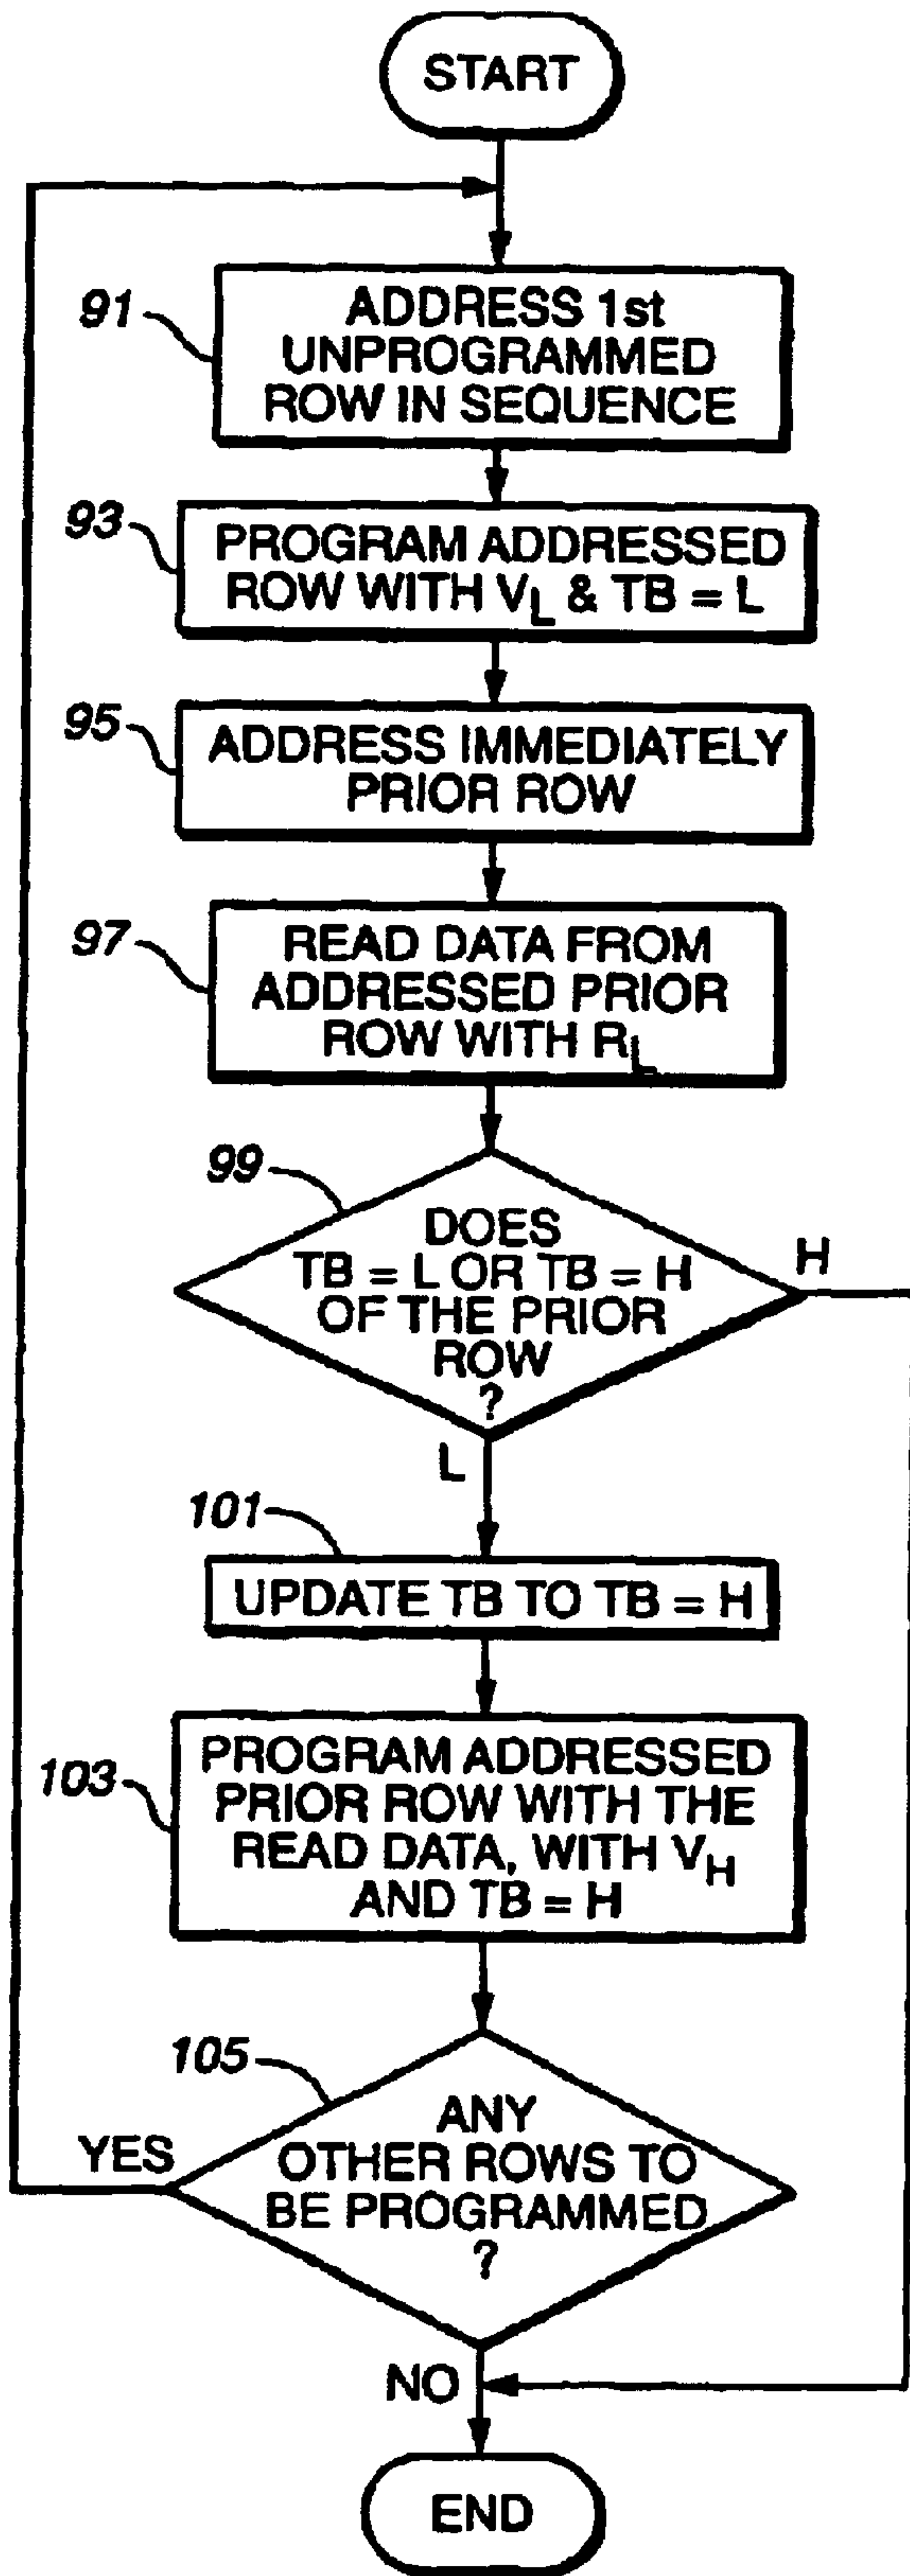 START
91
ADDRESS 1st
UNPROGRAMMED
ROW IN SEQUENCE
93
PROGRAM ADDRESSED
ROW WITH VL & TB = L
95
ADDRESS IMMEDIATELY
PRIOR ROW
97
READ DATA FROM
ADDRESSED PRIOR
ROW WITH RL
99
DOES
TB = L OR TB = H
OF THE PRIOR
ROW
?
H
L
101
UPDATE TB TO TB = H
103
PROGRAM ADDRESSED
PRIOR ROW WITH THE
READ DATA, WITH VH
AND TB = H
105
ANY
OTHER ROWS TO
BE PROGRAMMED
?
YES
NO
END